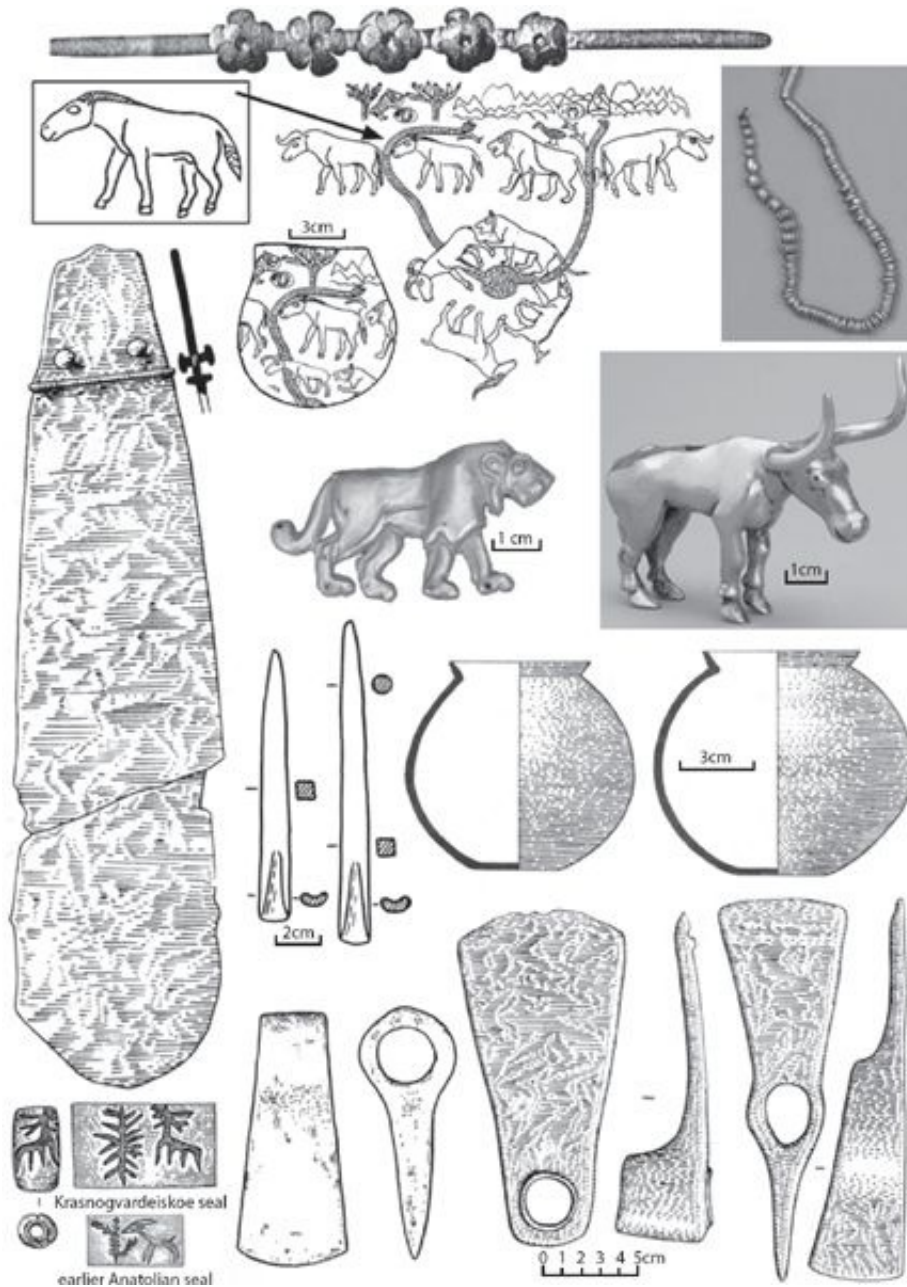 3cm
1 cm
1cm
3cm
2cm
Krasnogvardeiskoe seal
earlier Anatolian seal
0 1 2 3 4 5cm